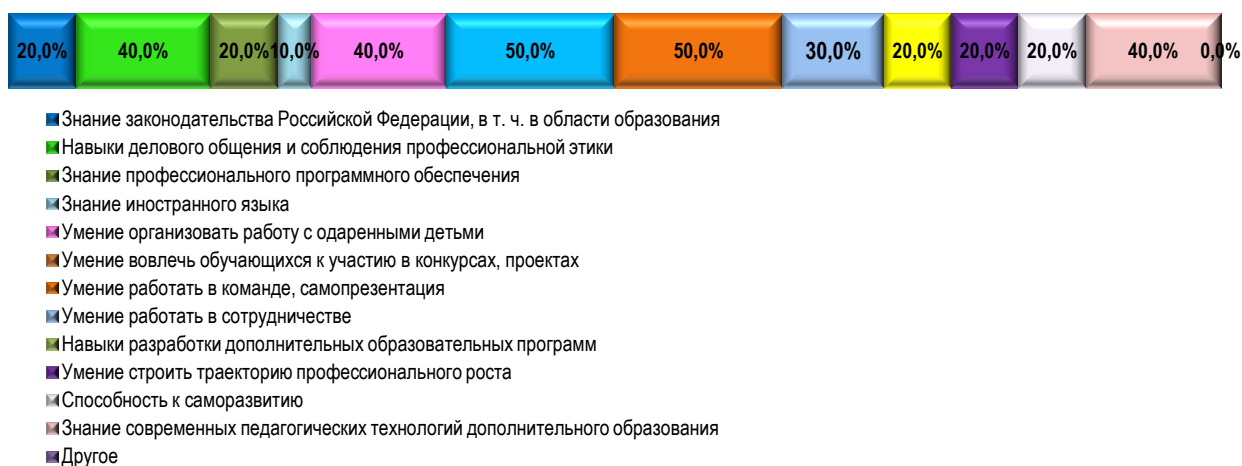 20,0% 40,0% 20,0% 10,0% 40,0% 50,0% 50,0% 30,0% 20,0% 20,0% 20,0% 40,0% 0,0%
Знание законодательства Российской Федерации, в т. ч. в области образования
Навыки делового общения и соблюдения профессиональной этики
Знание профессионального программного обеспечения
Знание иностранного языка
Умение организовать работу с одаренными детьми
Умение вовлечь обучающихся к участию в конкурсах, проектах
Умение работать в команде, самопрезентация
Умение работать в сотрудничестве
Навыки разработки дополнительных образовательных программ
Умение строить траекторию профессионального роста
Способность к саморазвитию
Знание современных педагогических технологий дополнительного образования
Другое